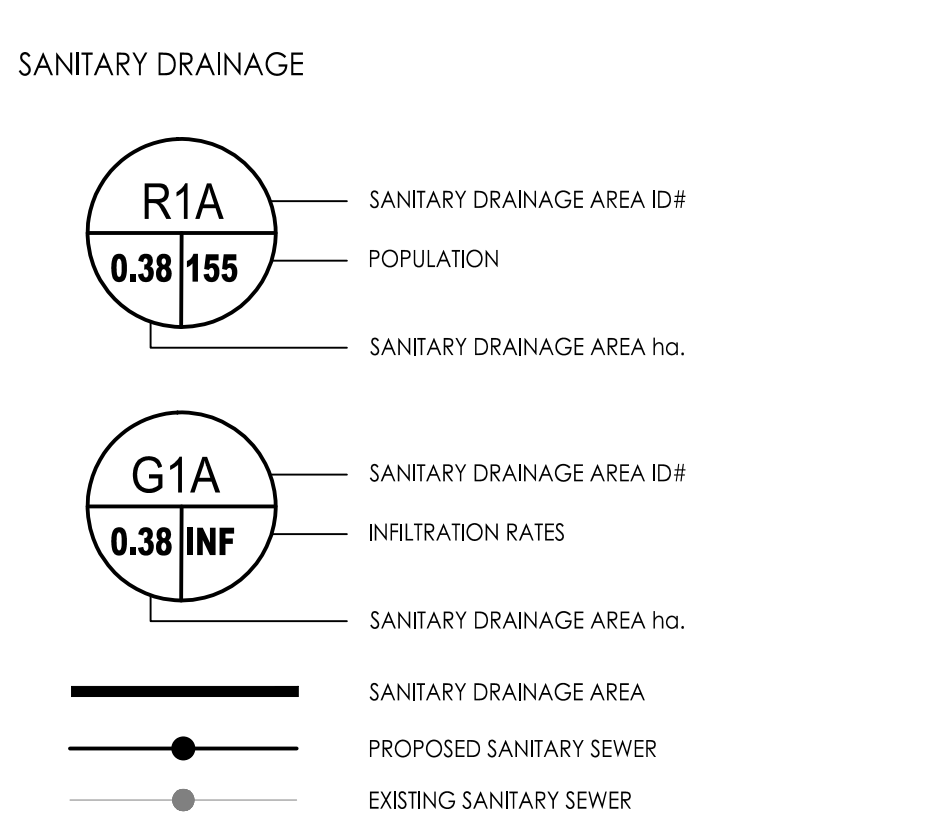 SANITARY DRAINAGE
R1A
SANITARY DRAINAGE AREA ID#
0.38 155
POPULATION
SANITARY DRAINAGE AREA ha.
G1A
SANITARY DRAINAGE AREA ID#
0.38 INF
INFILTRATION RATES
SANITARY DRAINAGE AREA ha.
SANITARY DRAINAGE AREA
PROPOSED SANITARY SEWER
EXISTING SANITARY SEWER